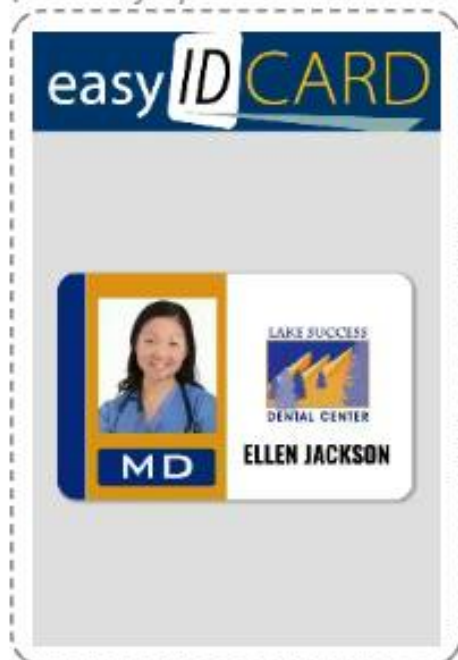 easy ID CARD
LAKE SUCCESS
DENTAL CENTER
MD
ELLEN JACKSON